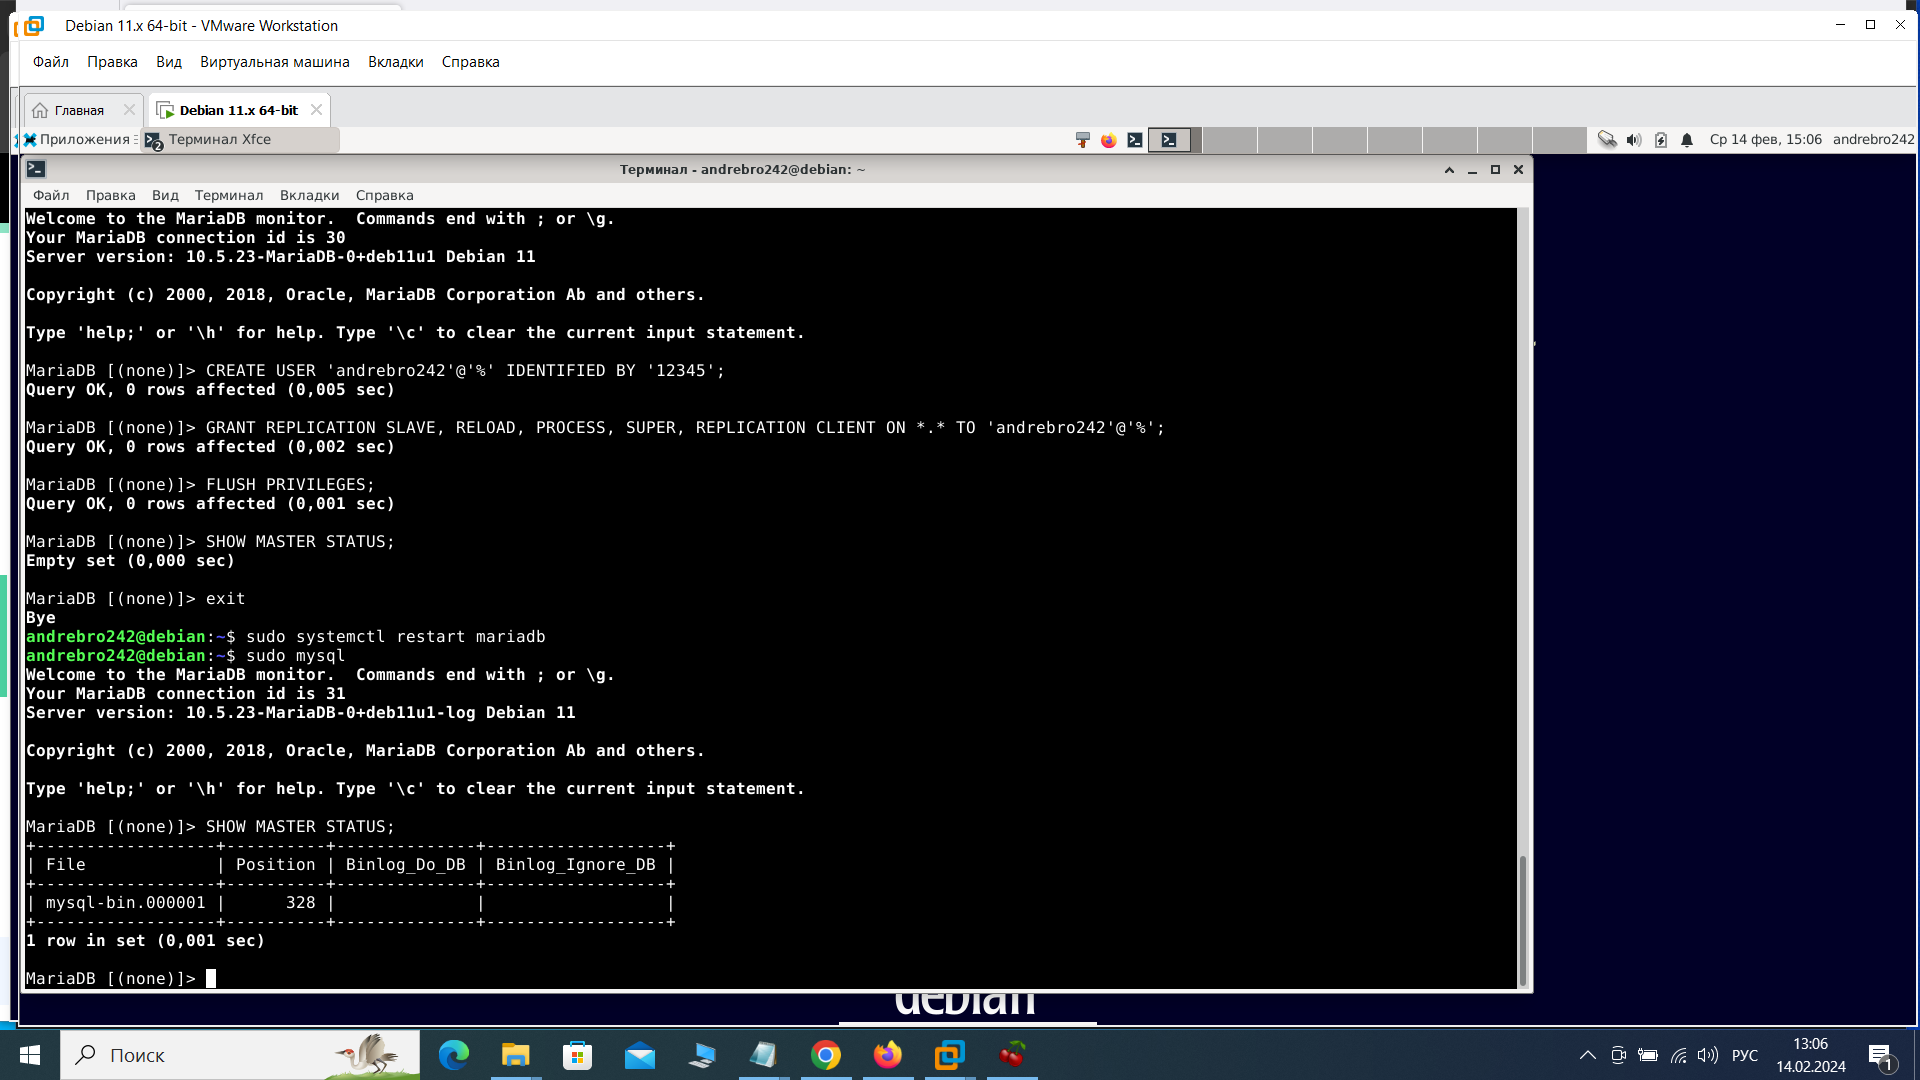 Debian 11.x 64-bit - VMware Workstation
Файл Правка Вид Виртуальная машина Вкладки Справка
Главная Debian 11.x 64-bit
Приложения 2 Терминал Xfce Ср 14 фев, 15:06 andrebro242
Терминал - andrebro242@debian: ~
Файл Правка Вид Терминал Вкладки Справка
Welcome to the MariaDB monitor.  Commands end with ; or \g.
Your MariaDB connection id is 30
Server version: 10.5.23-MariaDB-0+deb11u1 Debian 11
Copyright (c) 2000, 2018, Oracle, MariaDB Corporation Ab and others.
Type 'help;' or '\h' for help. Type '\c' to clear the current input statement.
MariaDB [(none)]> CREATE USER 'andrebro242'@'%' IDENTIFIED BY '12345';
Query OK, 0 rows affected (0,005 sec)
MariaDB [(none)]> GRANT REPLICATION SLAVE, RELOAD, PROCESS, SUPER, REPLICATION CLIENT ON *.* TO 'andrebro242'@'%';
Query OK, 0 rows affected (0,002 sec)
MariaDB [(none)]> FLUSH PRIVILEGES;
Query OK, 0 rows affected (0,001 sec)
MariaDB [(none)]> SHOW MASTER STATUS;
Empty set (0,000 sec)
MariaDB [(none)]> exit
Bye
andrebro242@debian:~$ sudo systemctl restart mariadb
andrebro242@debian:~$ sudo mysql
Welcome to the MariaDB monitor.  Commands end with ; or \g.
Your MariaDB connection id is 31
Server version: 10.5.23-MariaDB-0+deb11u1-log Debian 11
Copyright (c) 2000, 2018, Oracle, MariaDB Corporation Ab and others.
Type 'help;' or '\h' for help. Type '\c' to clear the current input statement.
MariaDB [(none)]> SHOW MASTER STATUS;
+------------------+----------+--------------+------------------+
| File             | Position | Binlog_Do_DB | Binlog_Ignore_DB |
+------------------+----------+--------------+------------------+
| mysql-bin.000001 |      328 |              |                  |
+------------------+----------+--------------+------------------+
1 row in set (0,001 sec)
MariaDB [(none)]>
debian
Поиск РУС 13:06
14.02.2024 1